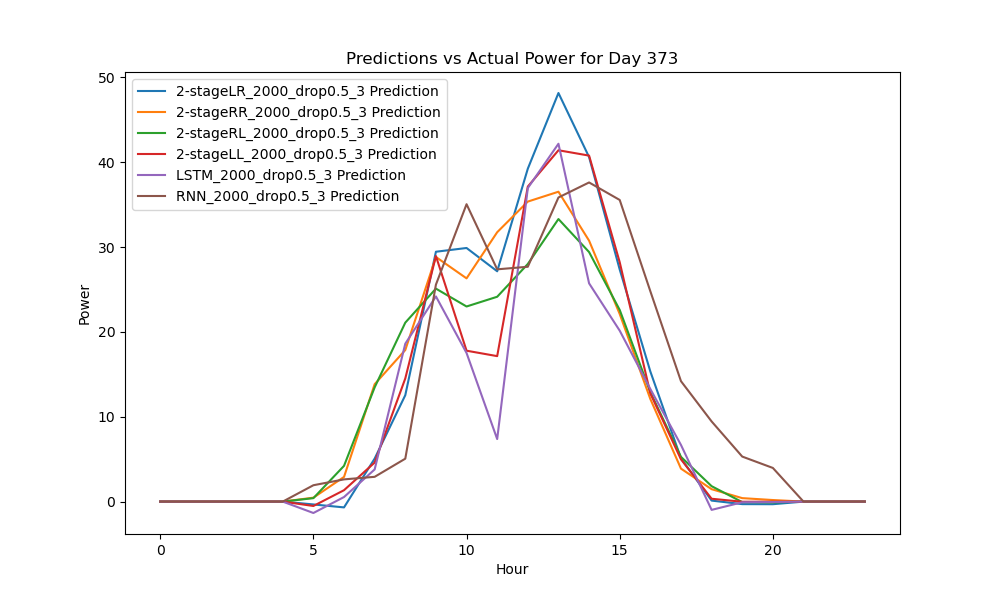 Predictions vs Actual Power for Day 373
2-stageLR_2000_drop0.5_3 Prediction
2-stageRR_2000_drop0.5_3 Prediction
2-stageRL_2000_drop0.5_3 Prediction
2-stageLL_2000_drop0.5_3 Prediction
LSTM_2000_drop0.5_3 Prediction
RNN_2000_drop0.5_3 Prediction
50
40
30
20
10
0
Power
0 5 10 15 20
Hour